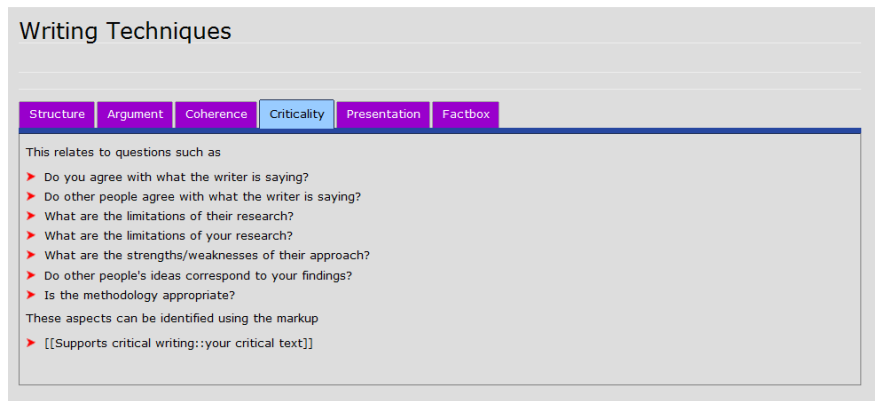 Writing Techniques
Structure Argument Coherence Criticality Presentation Factbox
This relates to questions such as
Do you agree with what the writer is saying?
Do other people agree with what the writer is saying?
What are the limitations of their research?
What are the limitations of your research?
What are the strengths/weaknesses of their approach?
Do other people's ideas correspond to your findings?
Is the methodology appropriate?
These aspects can be identified using the markup
[[Supports critical writing::your critical text]]